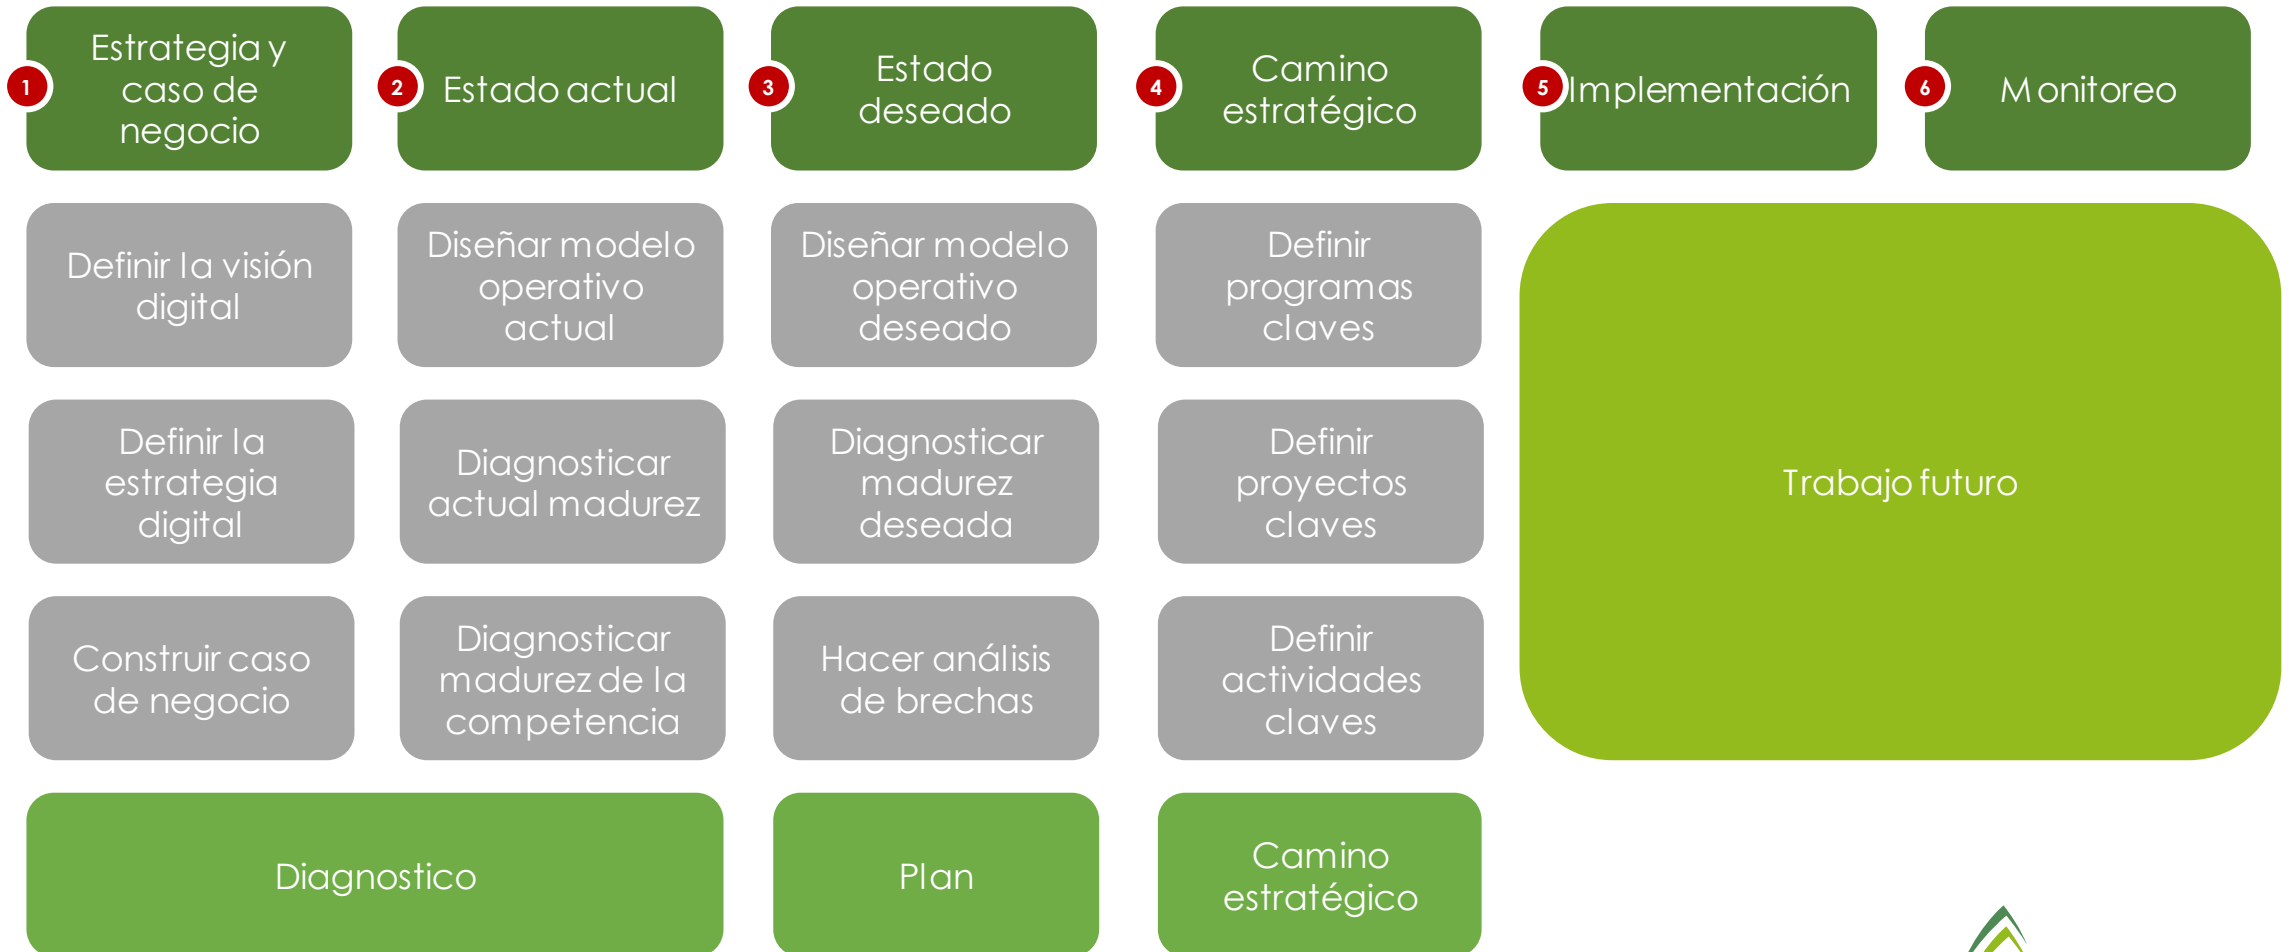 1
Estrategia y
caso de
negocio
2
Estado actual
3
Estado
deseado
4
Camino
estratégico
5
Implementación
6
Monitoreo
Definir la visión
digital
Diseñar modelo
operativo
actual
Diseñar modelo
operativo
deseado
Definir
programas
claves
Definir la
estrategia
digital
Diagnosticar
actual madurez
Diagnosticar
madurez
deseada
Definir
proyectos
claves
Trabajo futuro
Construir caso
de negocio
Diagnosticar
madurez de la
competencia
Hacer análisis
de brechas
Definir
actividades
claves
Diagnostico
Plan
Camino
estratégico